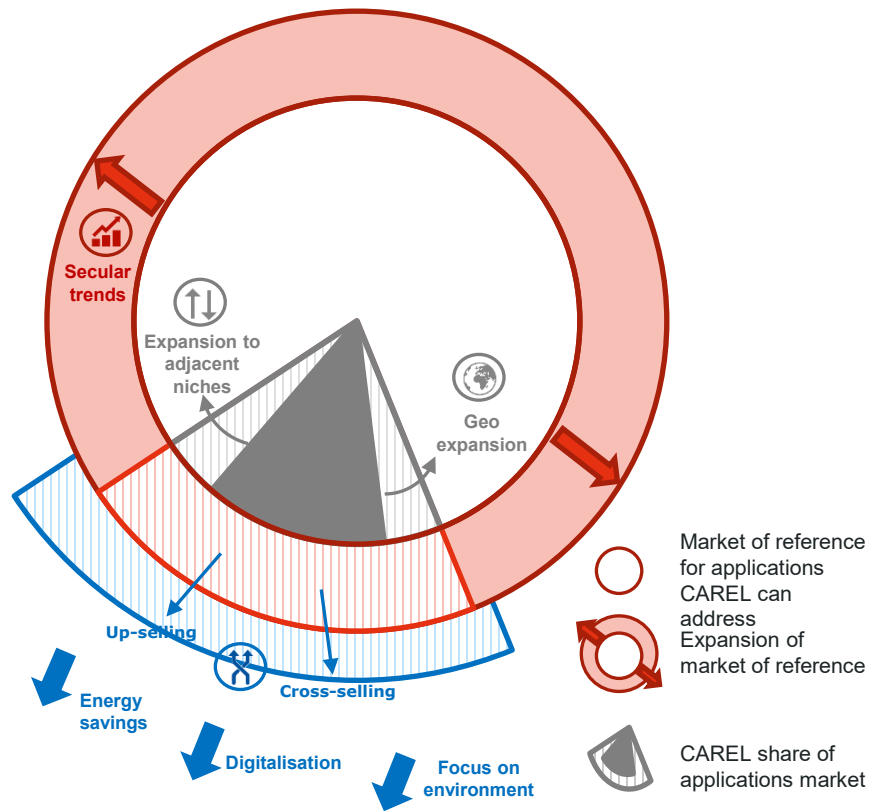 Secular
trends
Expansion to
adjacent
niches
Geo
expansion
Up-selling
Cross-selling
Energy
savings
Digitalisation
Focus on
environment
Market of reference
for applications
CAREL can
address
Expansion of
market of reference
CAREL share of
applications market